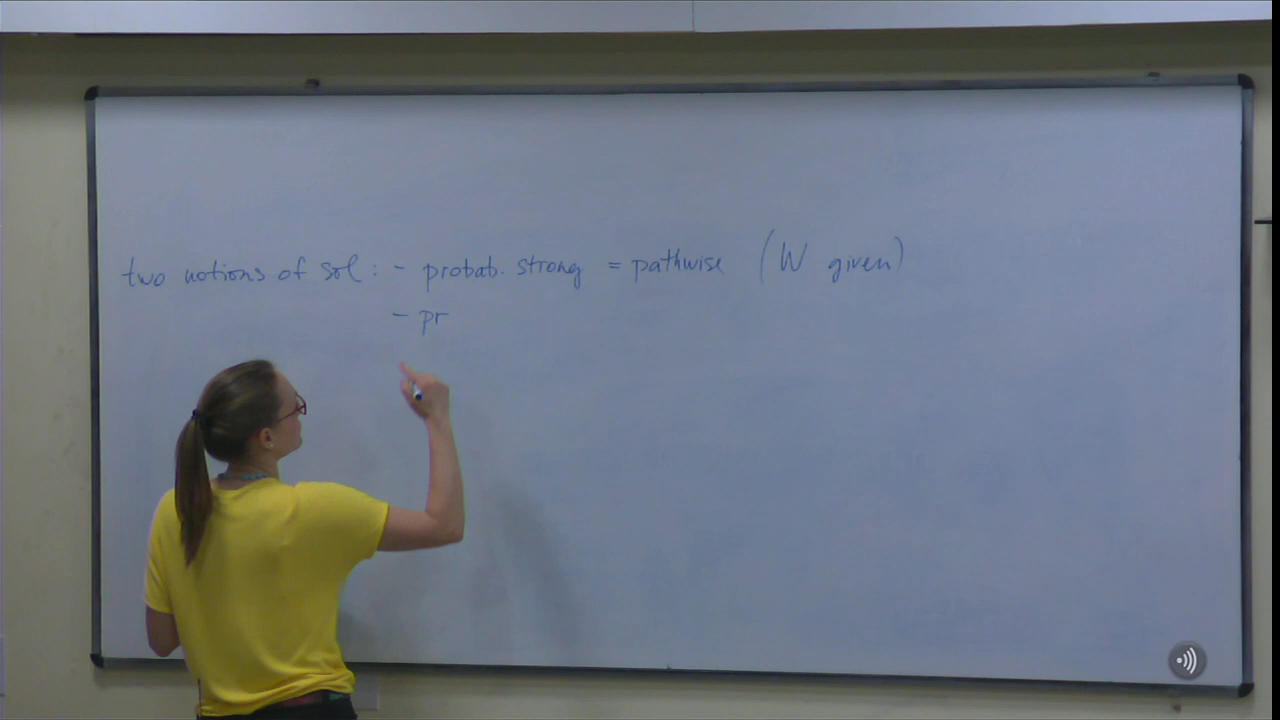 two notions of sol: - probab. strong = pathwise (W given)
- pr